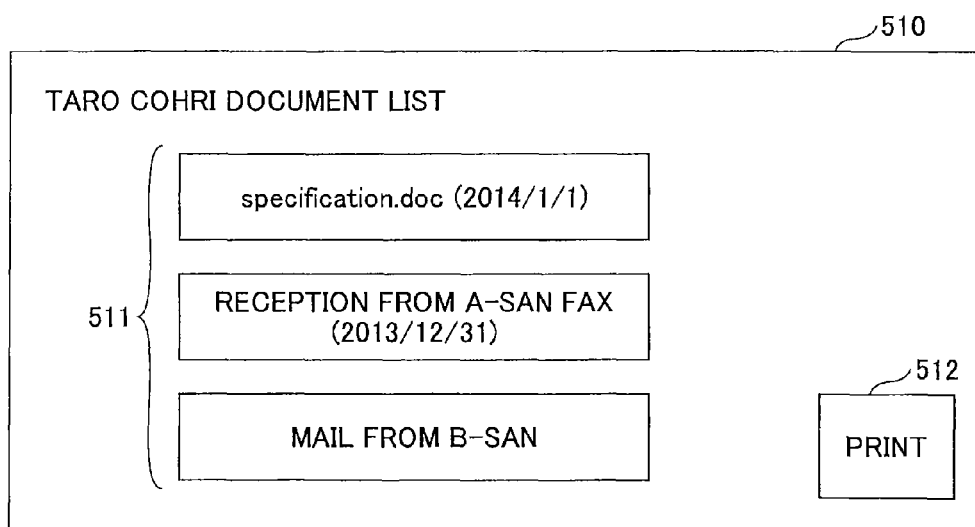 510
TARO COHRI DOCUMENT LIST
specification.doc (2014/1/1)
511
RECEPTION FROM A-SAN FAX
(2013/12/31)
512
MAIL FROM B-SAN
PRINT